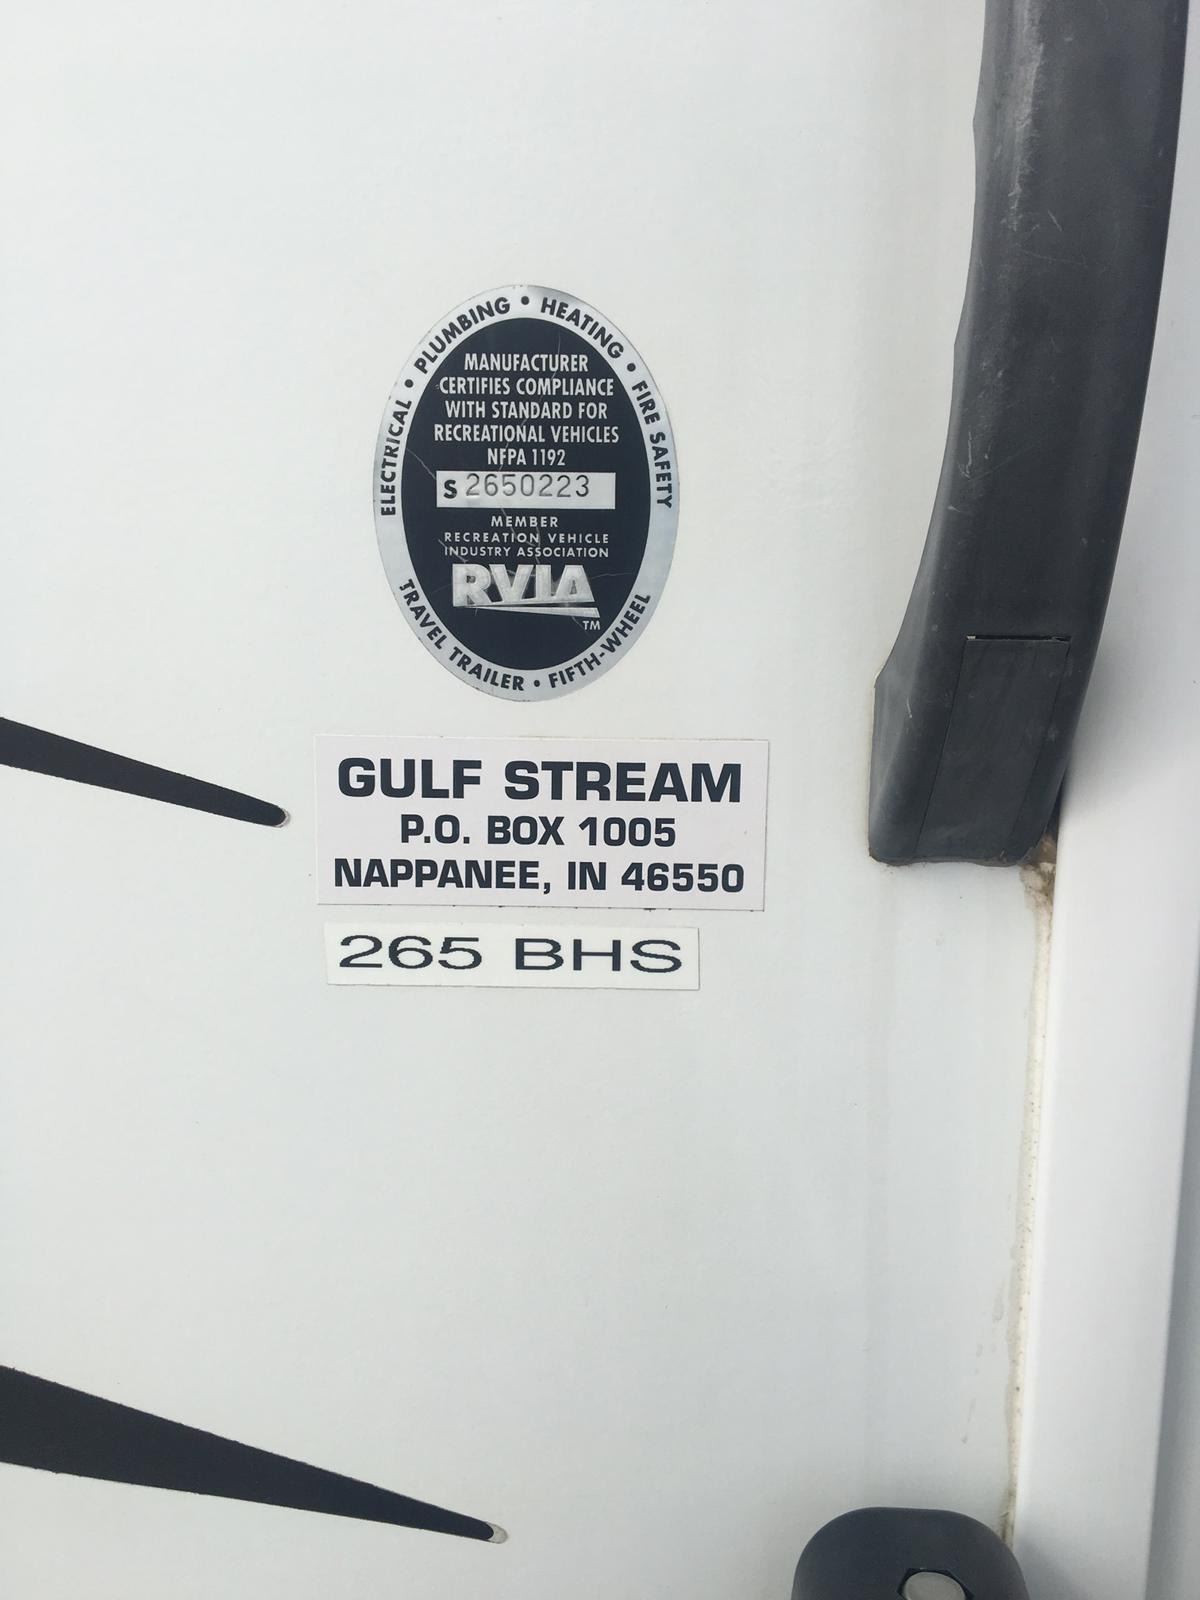 ELECTRICAL • PLUMBING • HEATING • FIRE SAFETY
MANUFACTURER
CERTIFIES COMPLIANCE
WITH STANDARD FOR
RECREATIONAL VEHICLES
NFPA 1192
S 2650223
MEMBER
RECREATION VEHICLE
INDUSTRY ASSOCIATION
RVIA
TM
TRAVEL TRAILER • FIFTH-WHEEL
GULF STREAM
P.O. BOX 1005
NAPPANEE, IN 46550
265 BHS